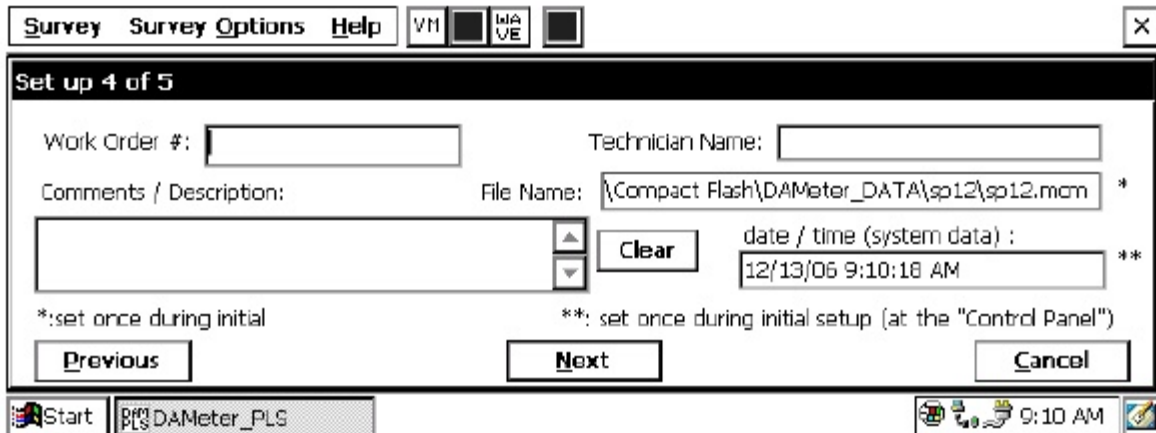 Survey Survey Options Help VM WAVE
Set up 4 of 5
Work Order #:
Technician Name:
Comments / Description:
File Name: \Compact Flash\DAMeter_DATA\sp12\sp12.mcm *
Clear
date / time (system data) :
12/13/06 9:10:18 AM **
*:set once during initial
**: set once during initial setup (at the "Control Panel")
Previous Next Cancel
Start DAMeter_PLS 9:10 AM